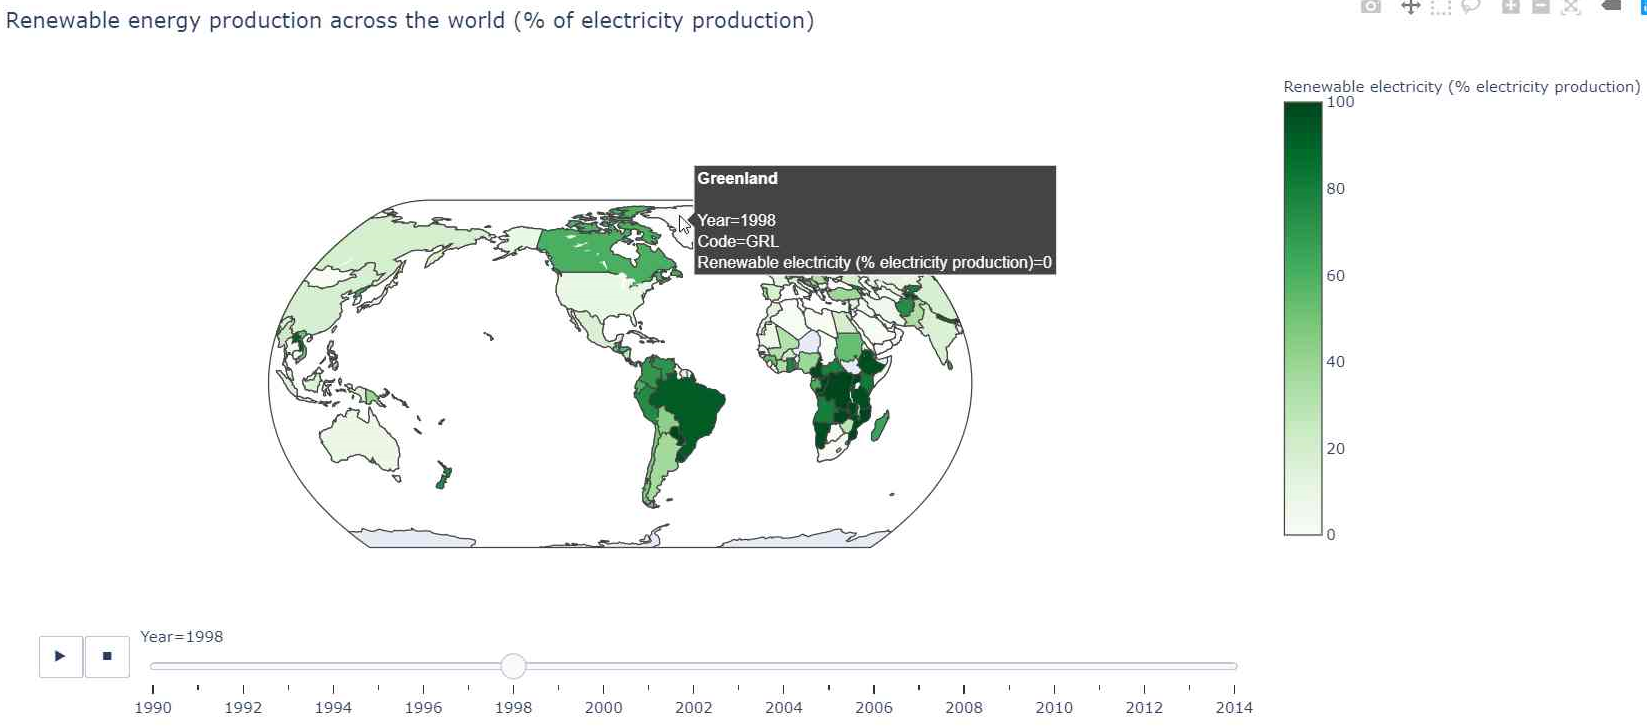 Renewable energy production across the world (% of electricity production)
Renewable electricity (% electricity production)
100
80
60
40
20
0
Greenland
Year=1998
Code=GRL
Renewable electricity (% electricity production)=0
Year=1998
1990 1992 1994 1996 1998 2000 2002 2004 2006 2008 2010 2012 2014